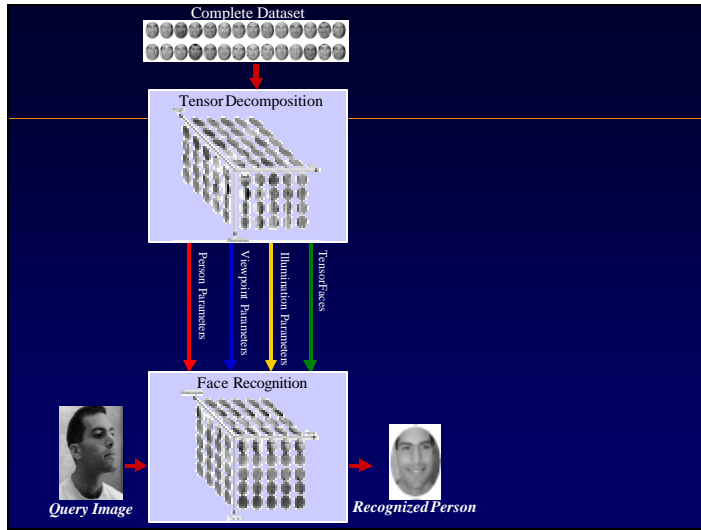 Complete Dataset
Tensor Decomposition
Person Parameters
Viewpoint Parameters
Illumination Parameters
TensorFaces
Face Recognition
Query Image
Recognized Person